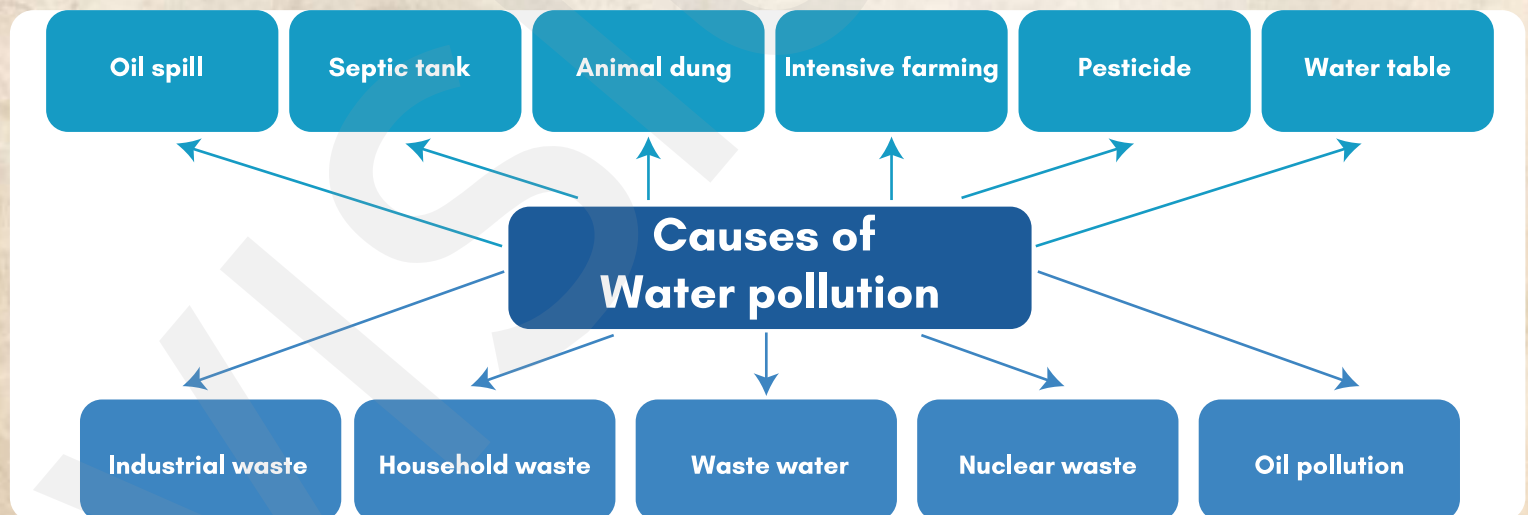 Oil spill
Septic tank
Animal dung
Intensive farming
Pesticide
Water table
Causes of
Water pollution
Industrial waste
Household waste
Waste water
Nuclear waste
Oil pollution